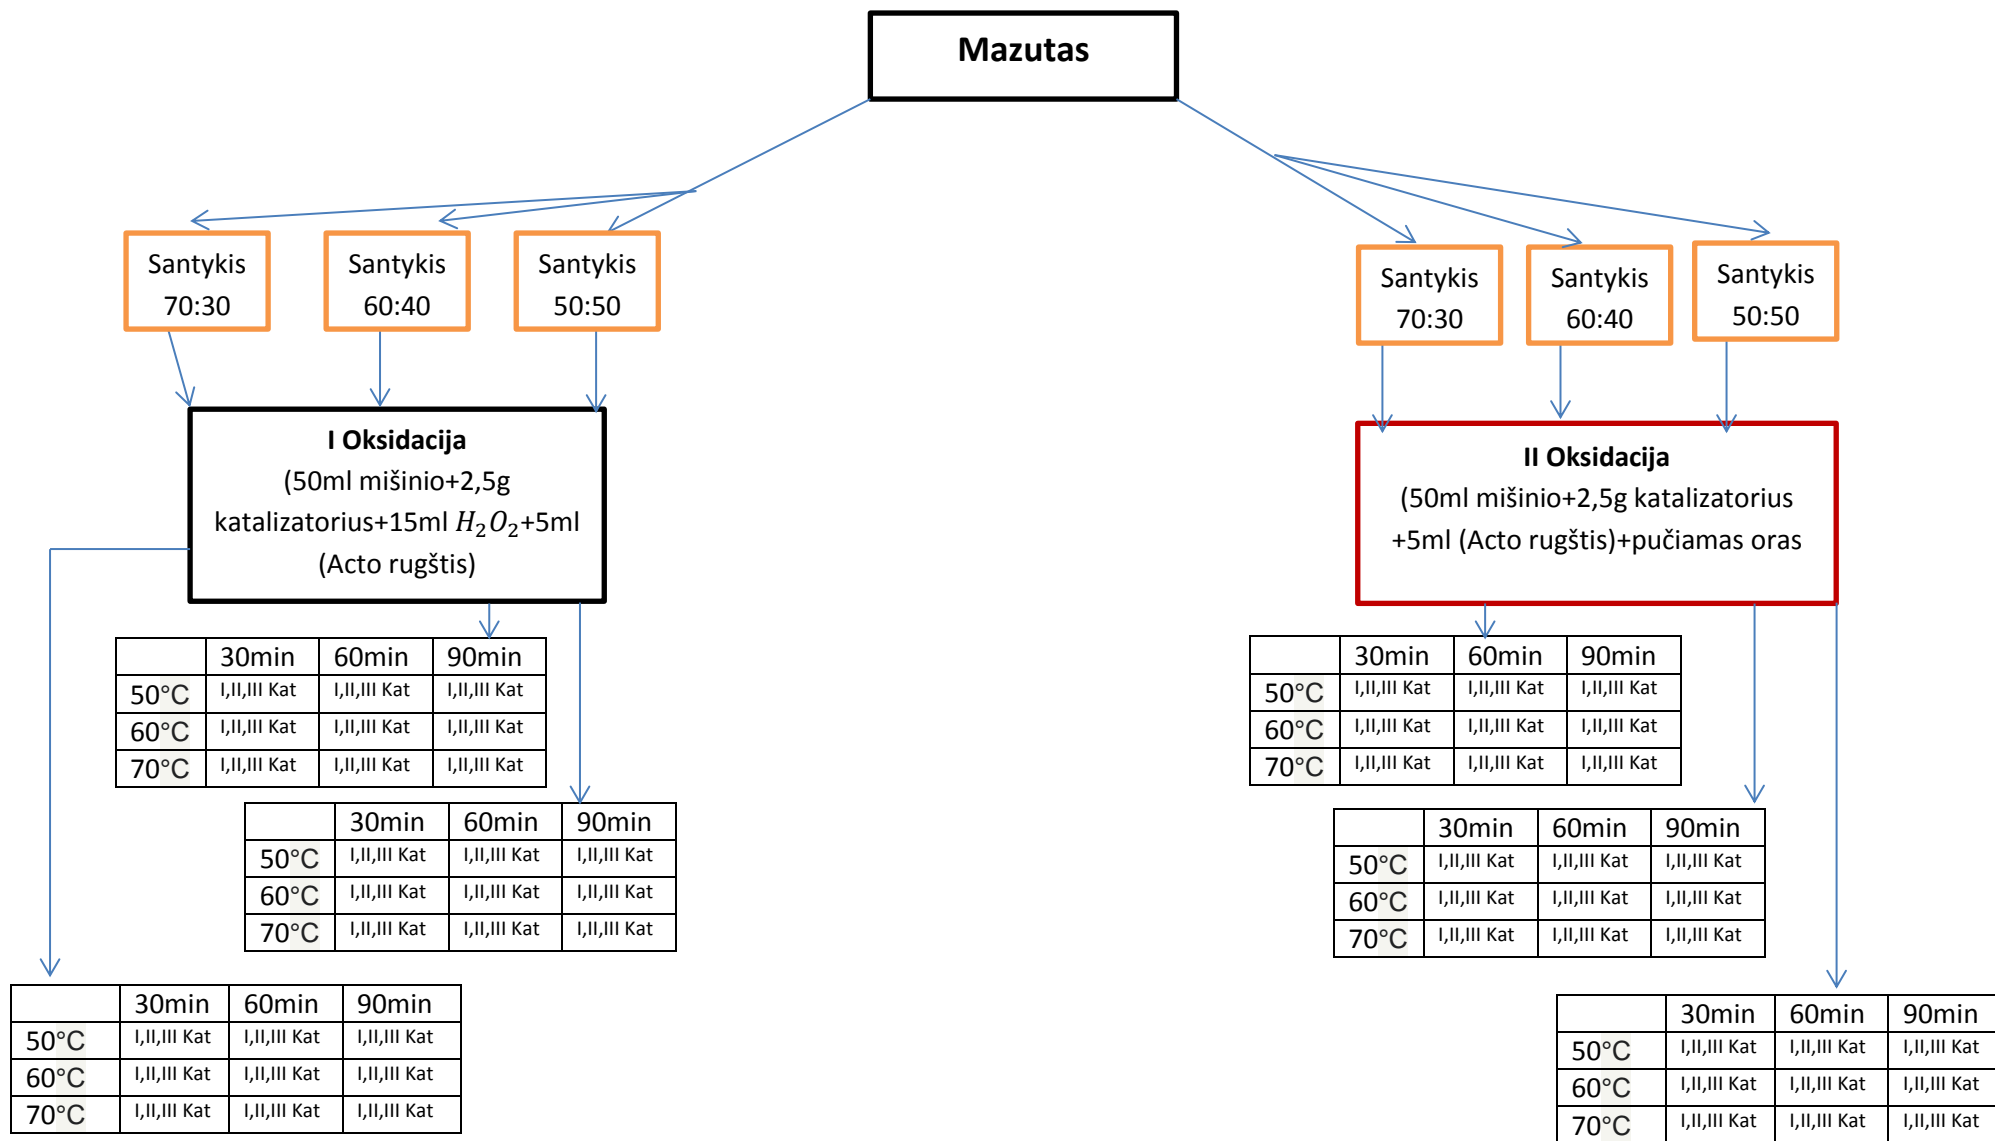 Mazutas
Santykis
70:30
Santykis
60:40
Santykis
50:50
Santykis
70:30
Santykis
60:40
Santykis
50:50
I Oksidacija
(50ml mišinio+2,5g
katalizatorius+15ml H₂O₂+5ml
(Acto rugštis)
II Oksidacija
(50ml mišinio+2,5g katalizatorius
+5ml (Acto rugštis)+pučiamas oras
30min 60min 90min
50°C I,II,III Kat I,II,III Kat I,II,III Kat
60°C I,II,III Kat I,II,III Kat I,II,III Kat
70°C I,II,III Kat I,II,III Kat I,II,III Kat
30min 60min 90min
50°C I,II,III Kat I,II,III Kat I,II,III Kat
60°C I,II,III Kat I,II,III Kat I,II,III Kat
70°C I,II,III Kat I,II,III Kat I,II,III Kat
30min 60min 90min
50°C I,II,III Kat I,II,III Kat I,II,III Kat
60°C I,II,III Kat I,II,III Kat I,II,III Kat
70°C I,II,III Kat I,II,III Kat I,II,III Kat
30min 60min 90min
50°C I,II,III Kat I,II,III Kat I,II,III Kat
60°C I,II,III Kat I,II,III Kat I,II,III Kat
70°C I,II,III Kat I,II,III Kat I,II,III Kat
30min 60min 90min
50°C I,II,III Kat I,II,III Kat I,II,III Kat
60°C I,II,III Kat I,II,III Kat I,II,III Kat
70°C I,II,III Kat I,II,III Kat I,II,III Kat
30min 60min 90min
50°C I,II,III Kat I,II,III Kat I,II,III Kat
60°C I,II,III Kat I,II,III Kat I,II,III Kat
70°C I,II,III Kat I,II,III Kat I,II,III Kat